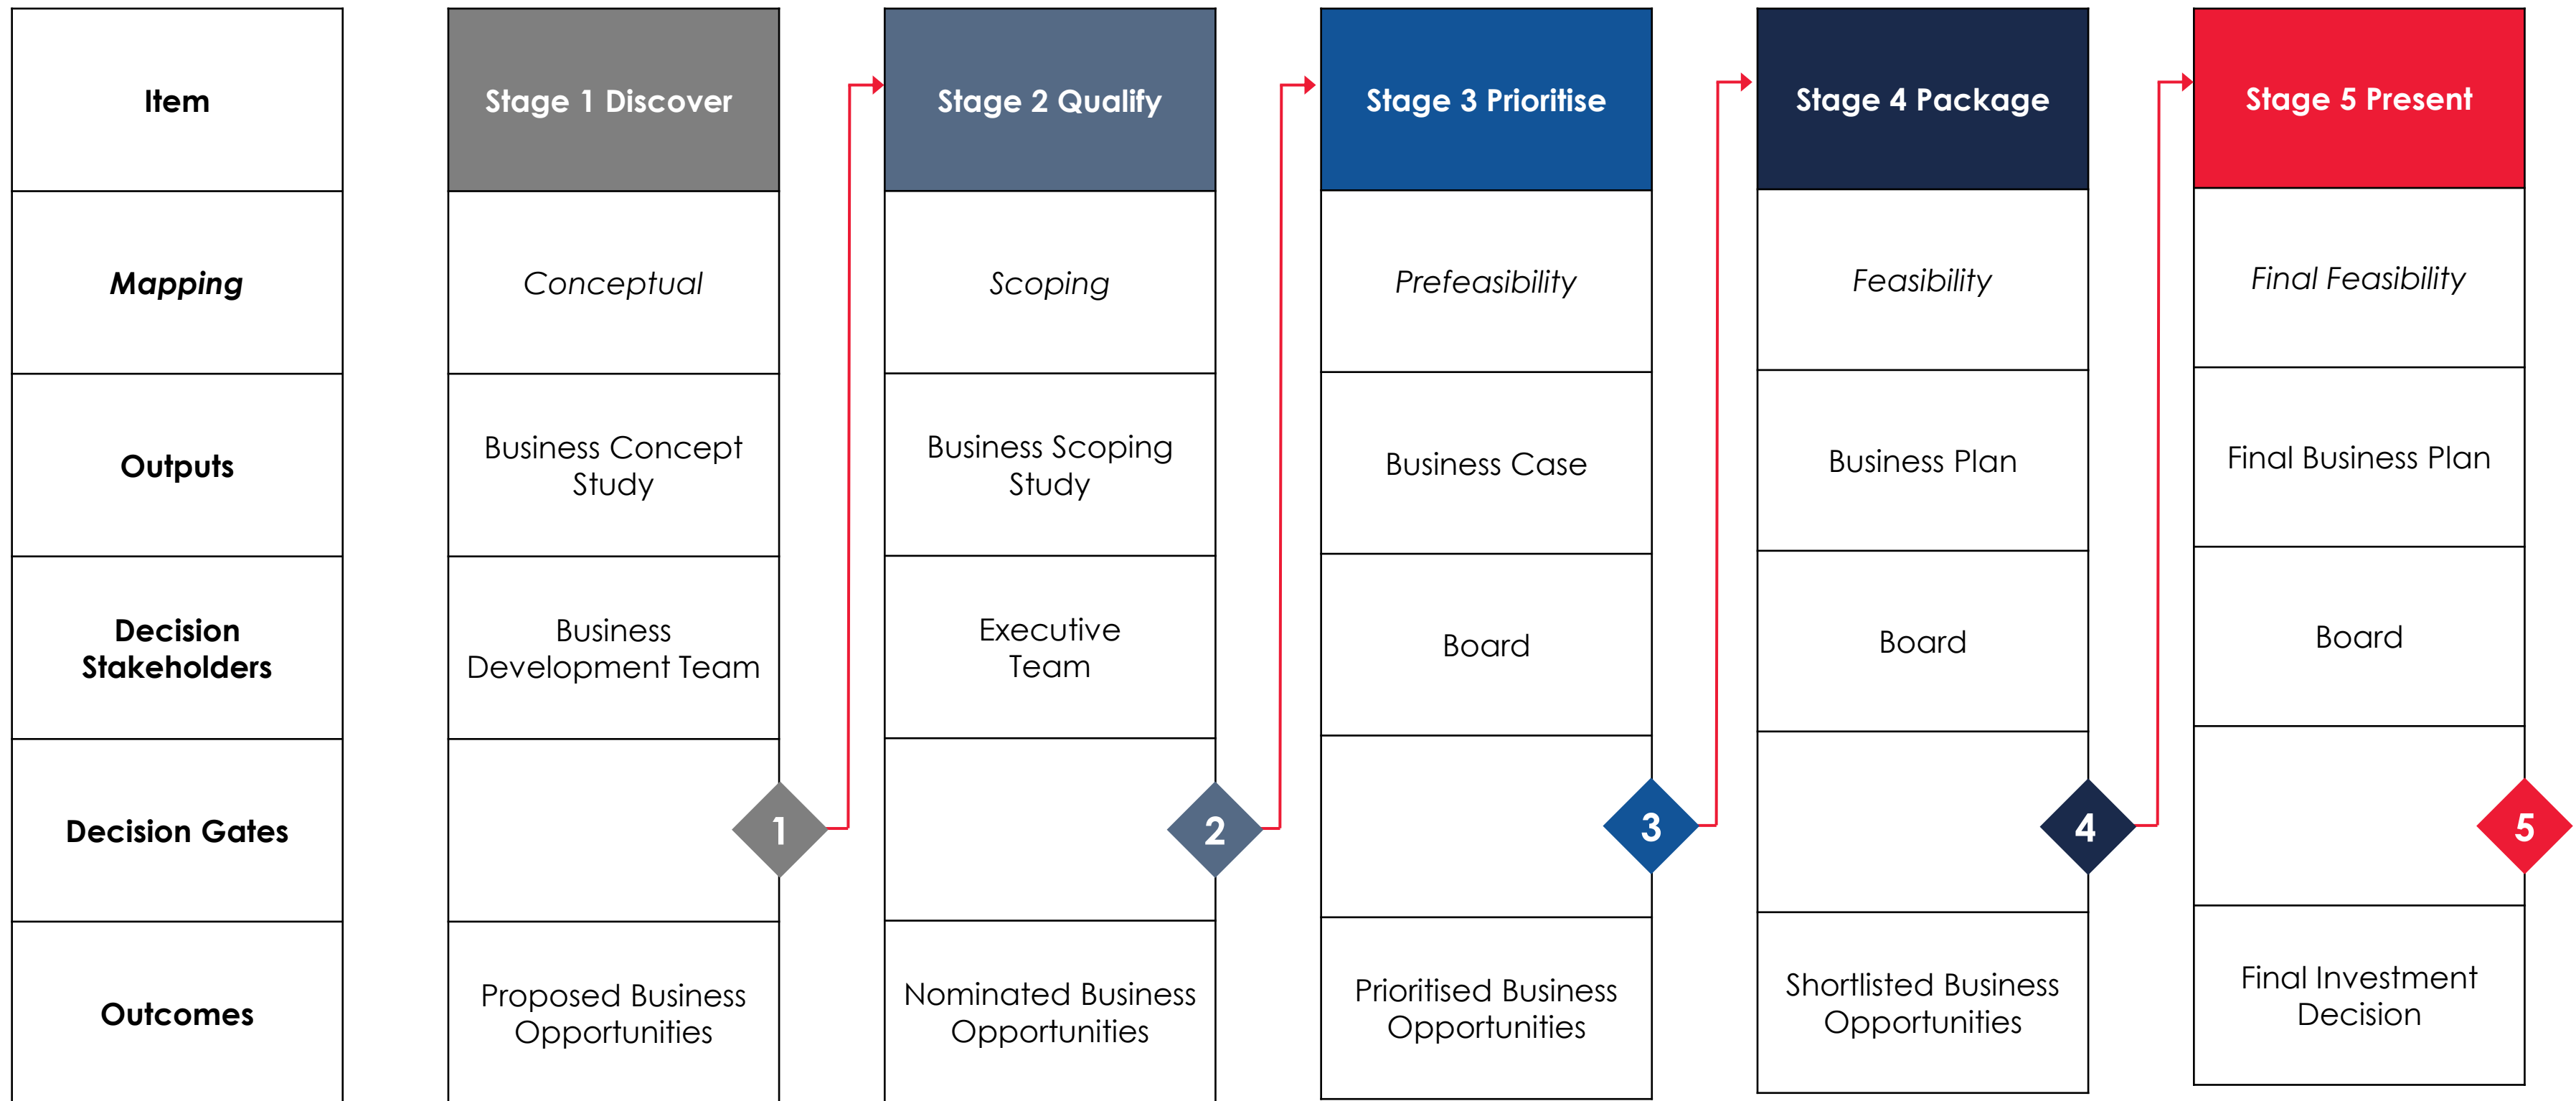 Item
Stage 1 Discover
Stage 2 Qualify
Stage 3 Prioritise
Stage 4 Package
Stage 5 Present
Mapping
Conceptual
Scoping
Prefeasibility
Feasibility
Final Feasibility
Outputs
Business Concept
Study
Business Scoping
Study
Business Case
Business Plan
Final Business Plan
Decision
Stakeholders
Business
Development Team
Executive
Team
Board
Board
Board
Decision Gates
1
2
3
4
5
Outcomes
Proposed Business
Opportunities
Nominated Business
Opportunities
Prioritised Business
Opportunities
Shortlisted Business
Opportunities
Final Investment
Decision